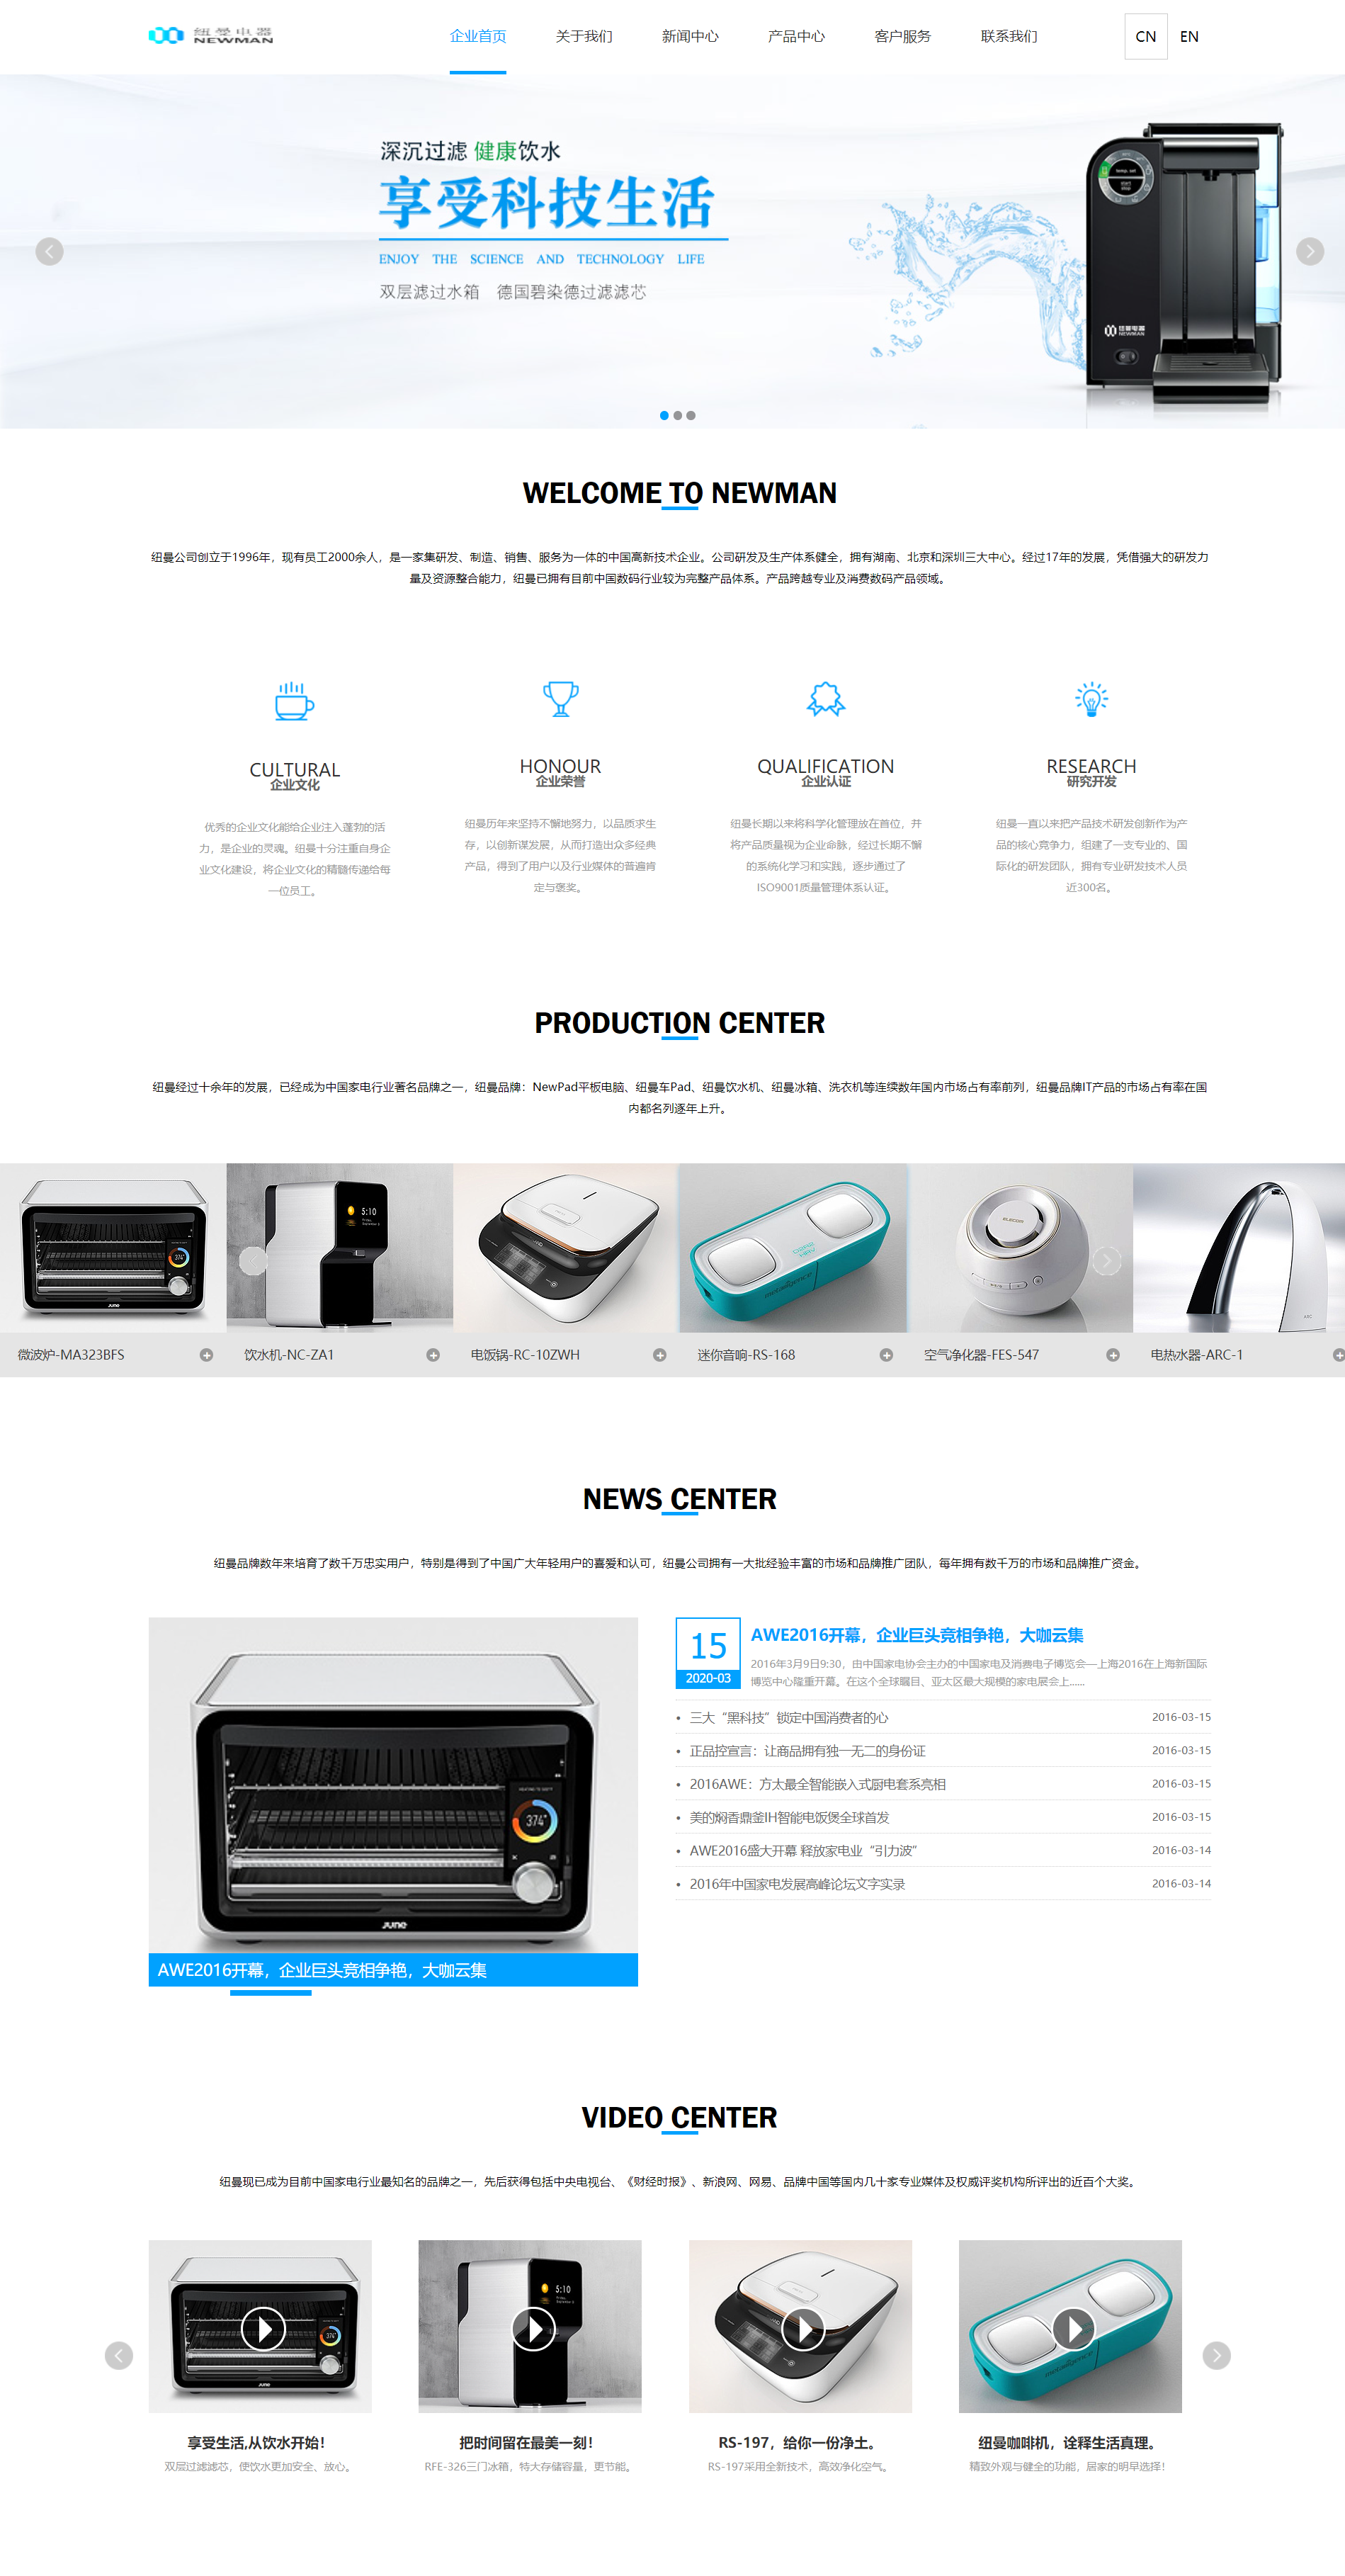 纽曼电器
NEWMAN
企业首页 关于我们 新闻中心 产品中心 客户服务 联系我们 CN EN
深沉过滤 健康饮水
享受科技生活
ENJOY THE SCIENCE AND TECHNOLOGY LIFE
双层滤过水箱 德国碧染德过滤滤芯
纽曼电器
NEWMAN
WELCOME TO NEWMAN
纽曼公司创立于1996年，现有员工2000余人，是一家集研发、制造、销售、服务为一体的中国高新技术企业。公司研发及生产体系健全，拥有湖南、北京和深圳三大中心。经过17年的发展，凭借强大的研发力
量及资源整合能力，纽曼已拥有目前中国数码行业较为完整产品体系。产品跨越专业及消费数码产品领域。
CULTURAL
企业文化
优秀的企业文化能给企业注入蓬勃的活
力，是企业的灵魂。纽曼十分注重自身企
业文化建设，将企业文化的精髓传递给每
一位员工。
HONOUR
企业荣誉
纽曼历年来坚持不懈地努力，以品质求生
存，以创新谋发展，从而打造出众多经典
产品，得到了用户以及行业媒体的普遍肯
定与褒奖。
QUALIFICATION
企业认证
纽曼长期以来将科学化管理放在首位，并
将产品质量视为企业命脉，经过长期不懈
的系统化学习和实践，逐步通过了
ISO9001质量管理体系认证。
RESEARCH
研究开发
纽曼一直以来把产品技术研发创新作为产
品的核心竞争力，组建了一支专业的、国
际化的研发团队，拥有专业研发技术人员
近300名。
PRODUCTION CENTER
纽曼经过十余年的发展，已经成为中国家电行业著名品牌之一，纽曼品牌：NewPad平板电脑、纽曼车Pad、纽曼饮水机、纽曼冰箱、洗衣机等连续数年国内市场占有率前列，纽曼品牌IT产品的市场占有率在国
内都名列逐年上升。
374°
JUNE
5:10
ELECOM
metalligence
ARC
微波炉-MA323BFS
饮水机-NC-ZA1
电饭锅-RC-10ZWH
迷你音响-RS-168
空气净化器-FES-547
电热水器-ARC-1
NEWS CENTER
纽曼品牌数年来培育了数千万忠实用户，特别是得到了中国广大年轻用户的喜爱和认可，纽曼公司拥有一大批经验丰富的市场和品牌推广团队，每年拥有数千万的市场和品牌推广资金。
374°
JUNE
AWE2016开幕，企业巨头竞相争艳，大咖云集
15
2020-03
AWE2016开幕，企业巨头竞相争艳，大咖云集
2016年3月9日9:30，由中国家电协会主办的中国家电及消费电子博览会—上海2016在上海新国际
博览中心隆重开幕。在这个全球瞩目、亚太区最大规模的家电展会上......
• 三大“黑科技”锁定中国消费者的心 2016-03-15
• 正品控宣言：让商品拥有独一无二的身份证 2016-03-15
• 2016AWE：方太最全智能嵌入式厨电套系亮相 2016-03-15
• 美的焖香鼎釜IH智能电饭煲全球首发 2016-03-15
• AWE2016盛大开幕 释放家电业“引力波” 2016-03-14
• 2016年中国家电发展高峰论坛文字实录 2016-03-14
VIDEO CENTER
纽曼现已成为目前中国家电行业最知名的品牌之一，先后获得包括中央电视台、《财经时报》、新浪网、网易、品牌中国等国内几十家专业媒体及权威评奖机构所评出的近百个大奖。
374°
JUNE
5:10
metalligence
享受生活,从饮水开始！
双层过滤滤芯，使饮水更加安全、放心。
把时间留在最美一刻！
RFE-326三门冰箱，特大存储容量，更节能。
RS-197，给你一份净土。
RS-197采用全新技术，高效净化空气。
纽曼咖啡机，诠释生活真理。
精致外观与健全的功能，居家的明早选择！